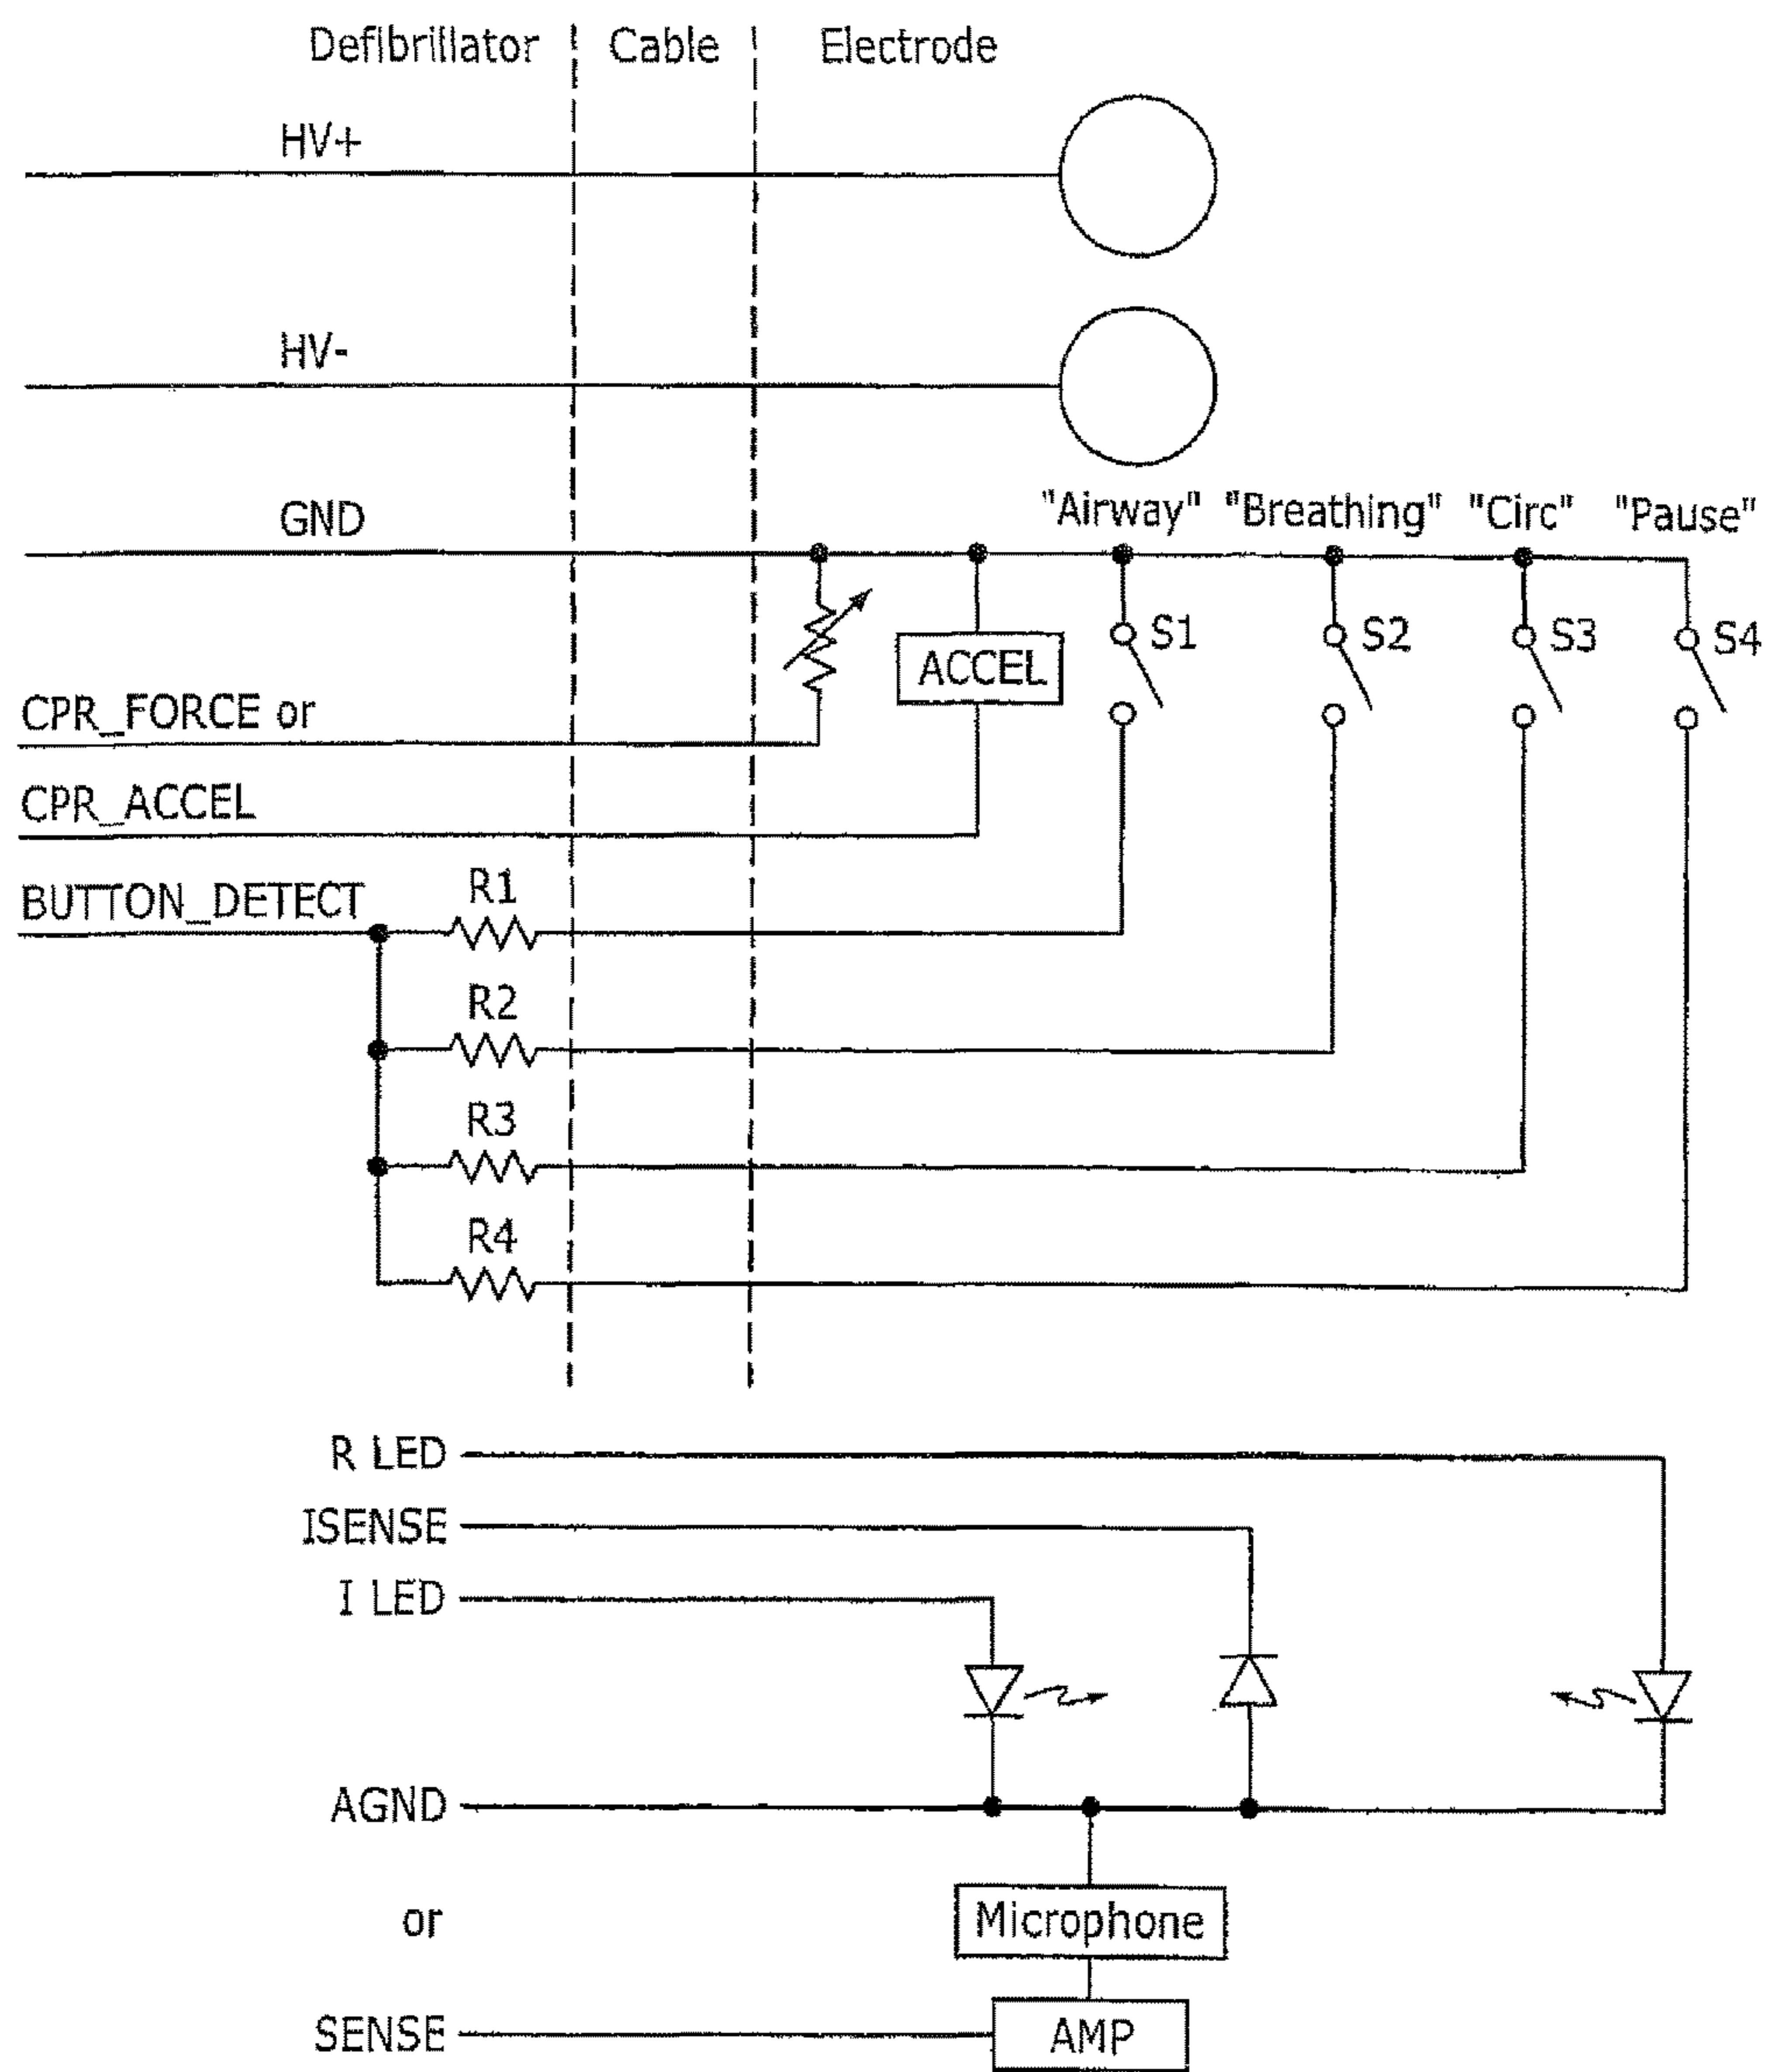 Defibrillator Cable Electrode
HV+
HV-
GND
"Airway" "Breathing" "Circ" "Pause"
S1 S2 S3 S4
ACCEL
CPR_FORCE or
CPR_ACCEL
BUTTON_DETECT
R1
R2
R3
R4
R LED
ISENSE
I LED
AGND
or
Microphone
SENSE
AMP